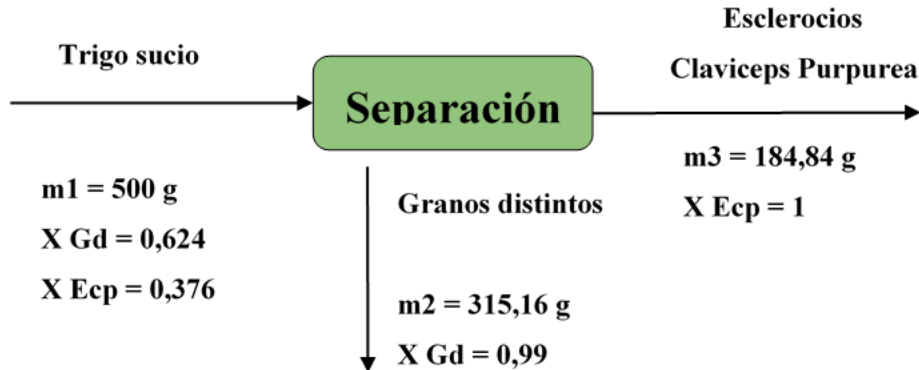 Trigo sucio
m1 = 500 g
X Gd = 0,624
X Ecp = 0,376
Separación
Granos distintos
m2 = 315,16 g
X Gd = 0,99
Esclerocios
Claviceps Purpurea
m3 = 184,84 g
X Ecp = 1